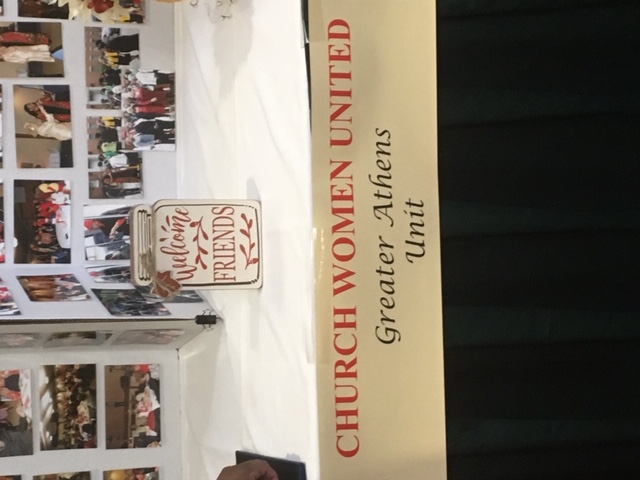 Welcome
FRIENDS
CHURCH WOMEN UNITED
Greater Athens
Unit